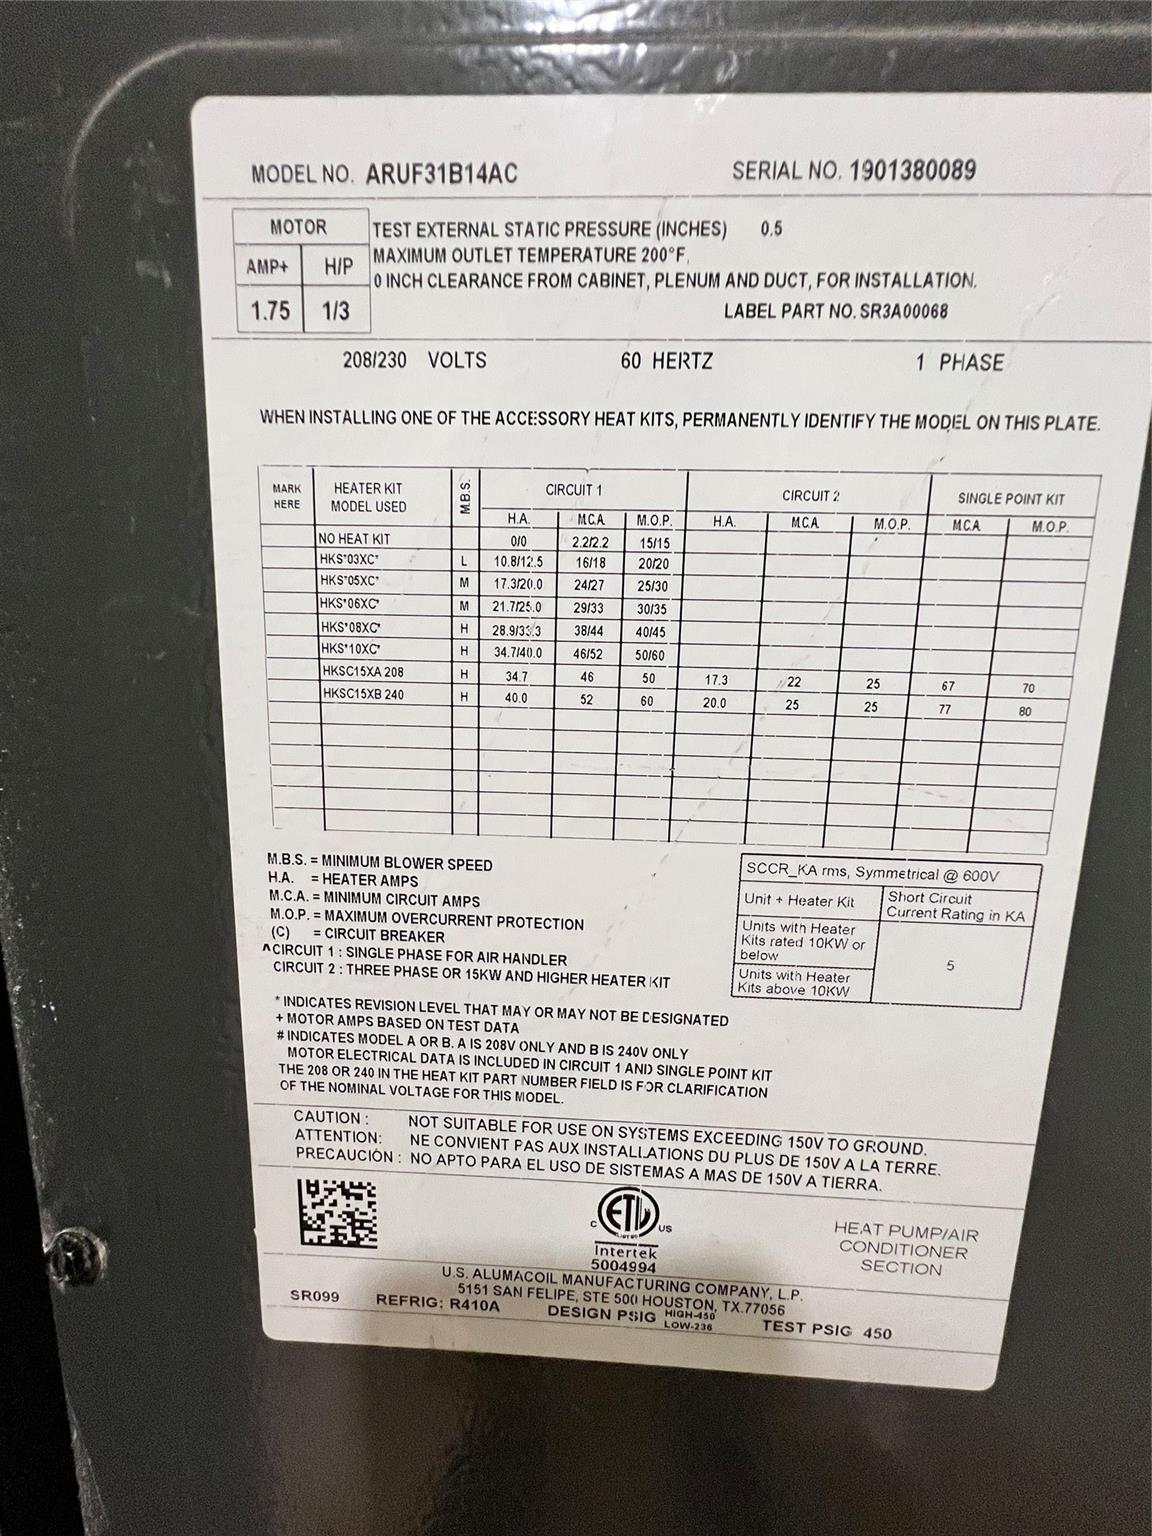 MODEL NO. ARUF31B14AC SERIAL NO. 1901380089
MOTOR
AMP+ H/P
1.75 1/3
TEST EXTERNAL STATIC PRESSURE (INCHES) 0.5
MAXIMUM OUTLET TEMPERATURE 200°F.
0 INCH CLEARANCE FROM CABINET, PLENUM AND DUCT, FOR INSTALLATION.
LABEL PART NO. SR3A00068
208/230 VOLTS 60 HERTZ 1 PHASE
WHEN INSTALLING ONE OF THE ACCESSORY HEAT KITS, PERMANENTLY IDENTIFY THE MODEL ON THIS PLATE.
MARK HERE HEATER KIT MODEL USED M.B.S. CIRCUIT 1 CIRCUIT 2 SINGLE POINT KIT
H.A. M.C.A M.O.P. H.A. M.C.A M.O.P. M.C.A M.O.P.
NO HEAT KIT 0/0 2.2/2.2 15/15
HKS*03XC* L 10.8/12.5 16/18 20/20
HKS*05XC* M 17.3/20.0 24/27 25/30
HKS*06XC* M 21.7/25.0 29/33 30/35
HKS*08XC* H 28.9/33.3 38/44 40/45
HKS*10XC* H 34.7/40.0 46/52 50/60
HKSC15XA 208 H 34.7 46 50 17.3 22 25 67 70
HKSC15XB 240 H 40.0 52 60 20.0 25 25 77 80
M.B.S. = MINIMUM BLOWER SPEED
H.A. = HEATER AMPS
M.C.A. = MINIMUM CIRCUIT AMPS
M.O.P. = MAXIMUM OVERCURRENT PROTECTION
(C) = CIRCUIT BREAKER
^CIRCUIT 1 : SINGLE PHASE FOR AIR HANDLER
CIRCUIT 2 : THREE PHASE OR 15KW AND HIGHER HEATER KIT
SCCR_KA rms, Symmetrical @ 600V
Unit + Heater Kit Short Circuit Current Rating in KA
Units with Heater Kits rated 10KW or below
5
Units with Heater Kits above 10KW
* INDICATES REVISION LEVEL THAT MAY OR MAY NOT BE DESIGNATED
+ MOTOR AMPS BASED ON TEST DATA
# INDICATES MODEL A OR B. A IS 208V ONLY AND B IS 240V ONLY
MOTOR ELECTRICAL DATA IS INCLUDED IN CIRCUIT 1 AND SINGLE POINT KIT
THE 208 OR 240 IN THE HEAT KIT PART NUMBER FIELD IS FOR CLARIFICATION
OF THE NOMINAL VOLTAGE FOR THIS MODEL.
CAUTION : NOT SUITABLE FOR USE ON SYSTEMS EXCEEDING 150V TO GROUND.
ATTENTION: NE CONVIENT PAS AUX INSTALLATIONS DU PLUS DE 150V A LA TERRE.
PRECAUCIÓN : NO APTO PARA EL USO DE SISTEMAS A MAS DE 150V A TIERRA.
C ETL US
LISTED
Intertek
5004994
HEAT PUMP/AIR
CONDITIONER
SECTION
U.S. ALUMACOIL MANUFACTURING COMPANY, L.P.
5151 SAN FELIPE, STE 500 HOUSTON, TX.77056
SR099 REFRIG: R410A DESIGN PSIG HIGH-450 LOW-236 TEST PSIG 450